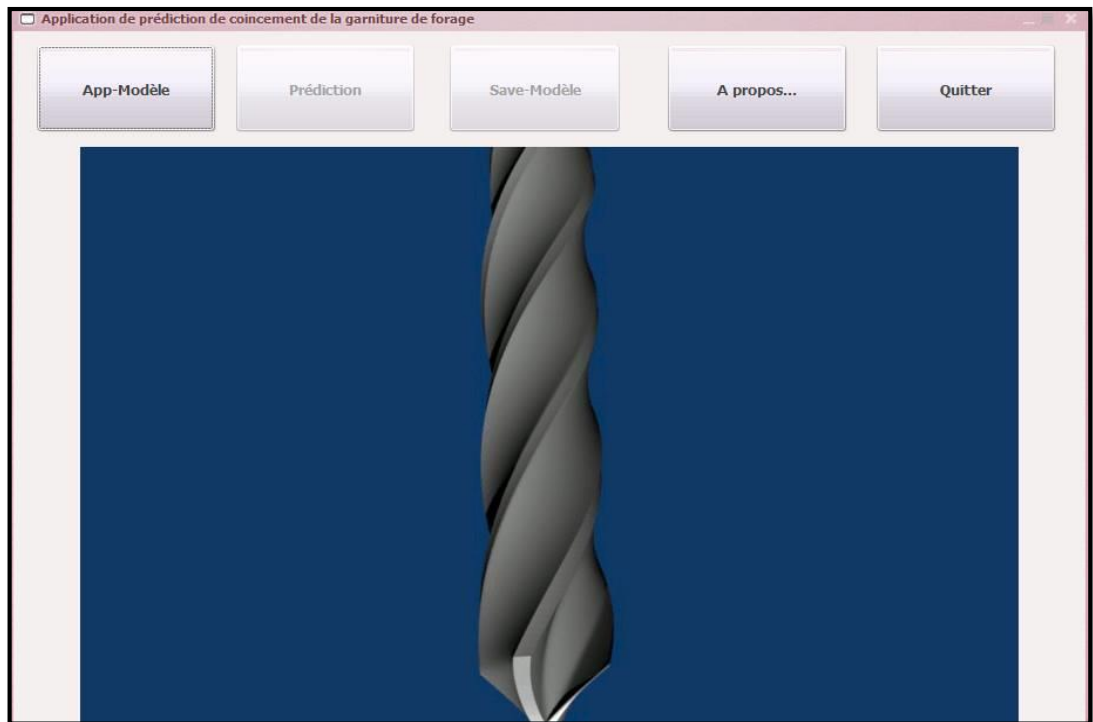 Application de prédiction de coincement de la garniture de forage
App-Modèle
Prédiction
Save-Modèle
A propos...
Quitter